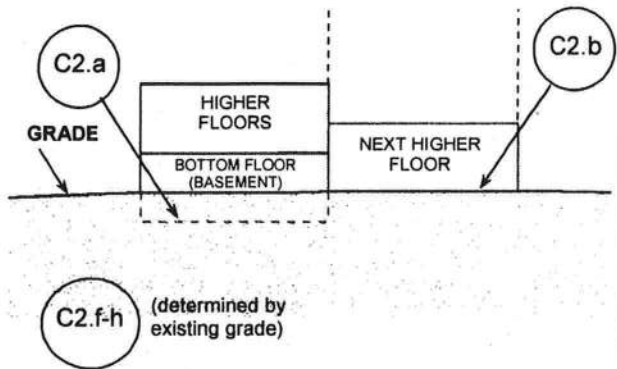 C2.a
C2.b
HIGHER
FLOORS
GRADE
NEXT HIGHER
FLOOR
BOTTOM FLOOR
(BASEMENT)
C2.f-h
(determined by
existing grade)